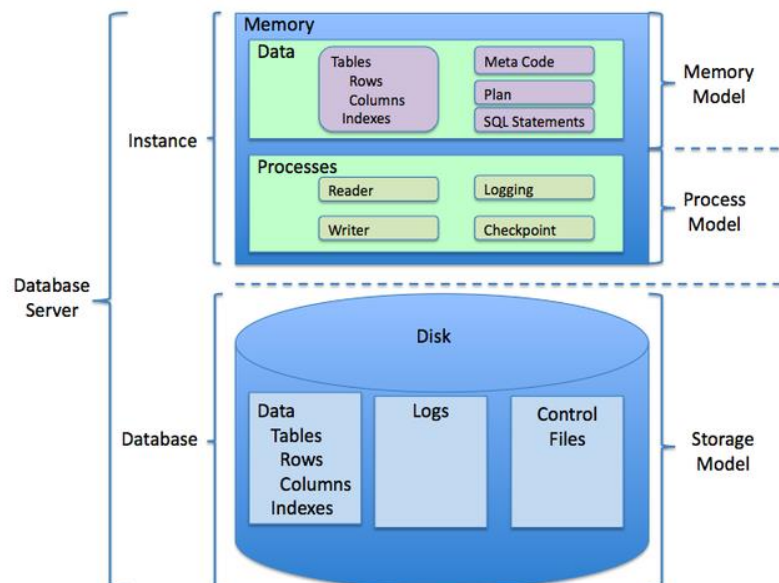 Memory
Data
Tables
Rows
Columns
Indexes
Meta Code
Plan
SQL Statements
Memory
Model
Instance
Processes
Reader
Logging
Writer
Checkpoint
Process
Model
Database
Server
Disk
Data
Tables
Rows
Columns
Indexes
Logs
Control
Files
Database
Storage
Model